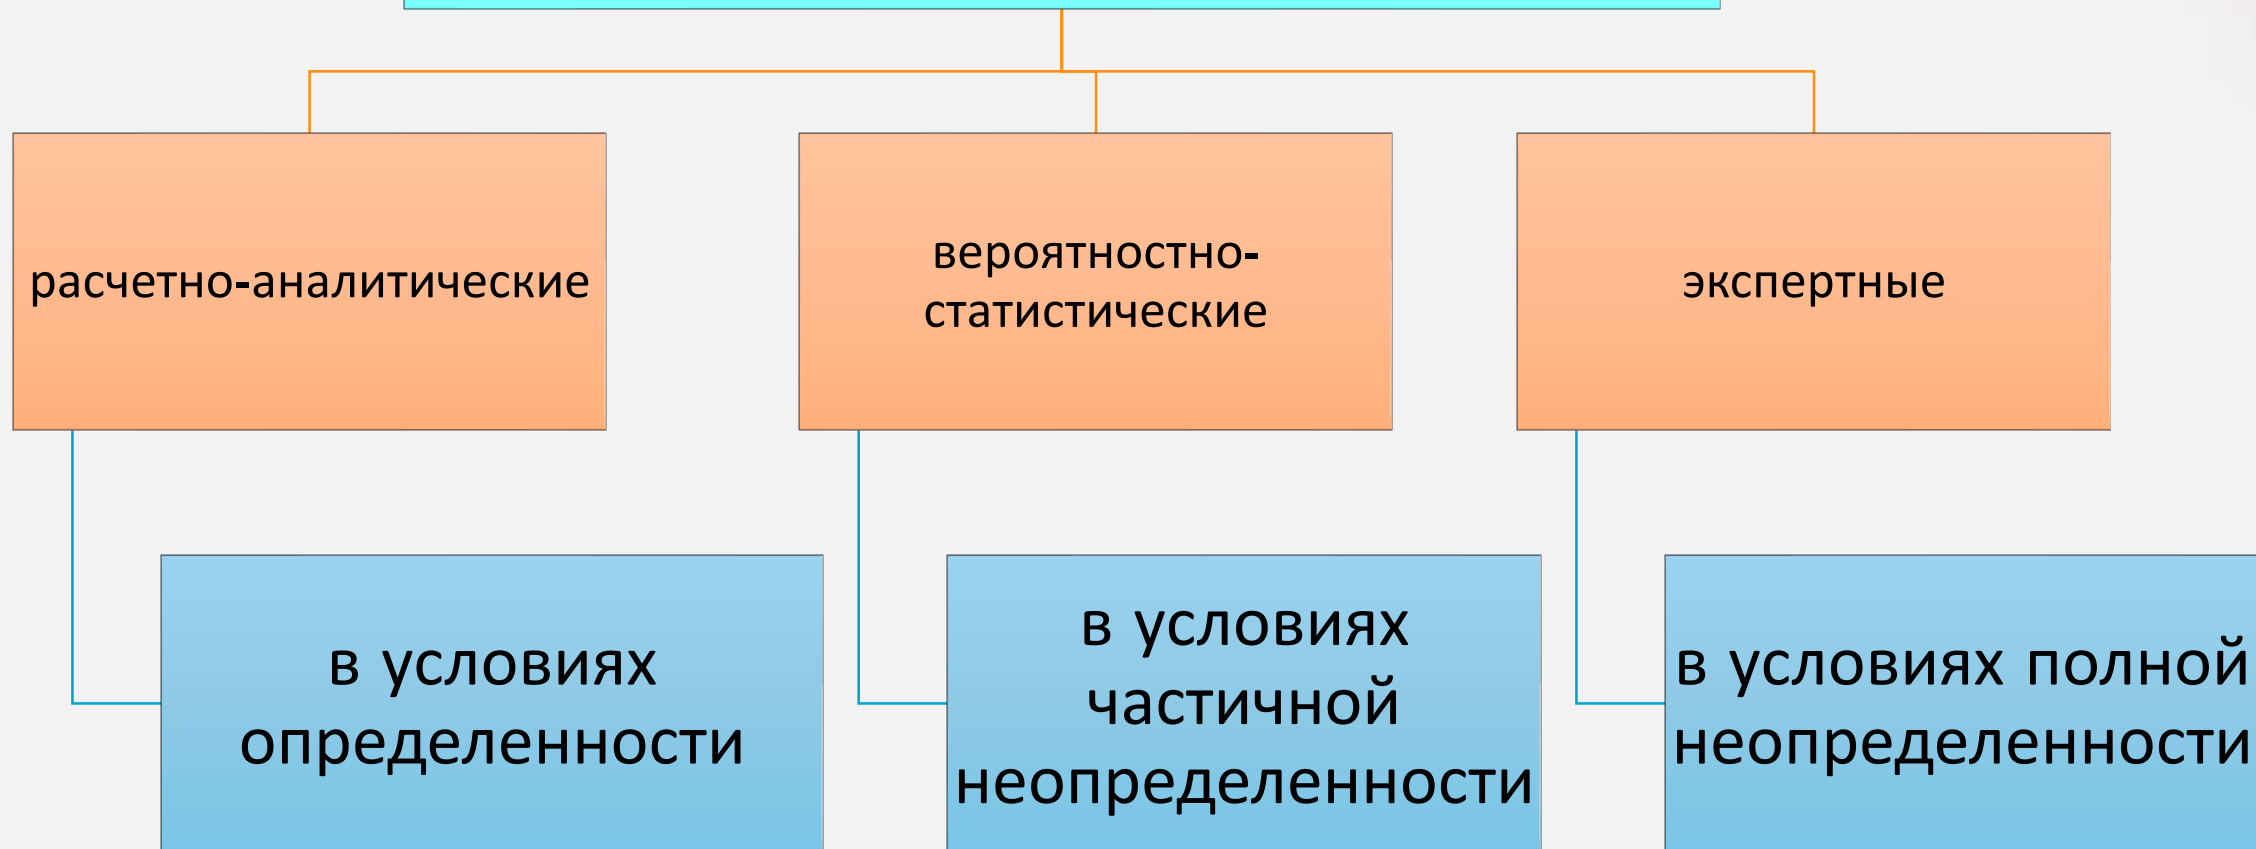 расчетно-аналитические
вероятностно-
статистические
экспертные
в условиях
определенности
в условиях
частичной
неопределенности
в условиях полной
неопределенности